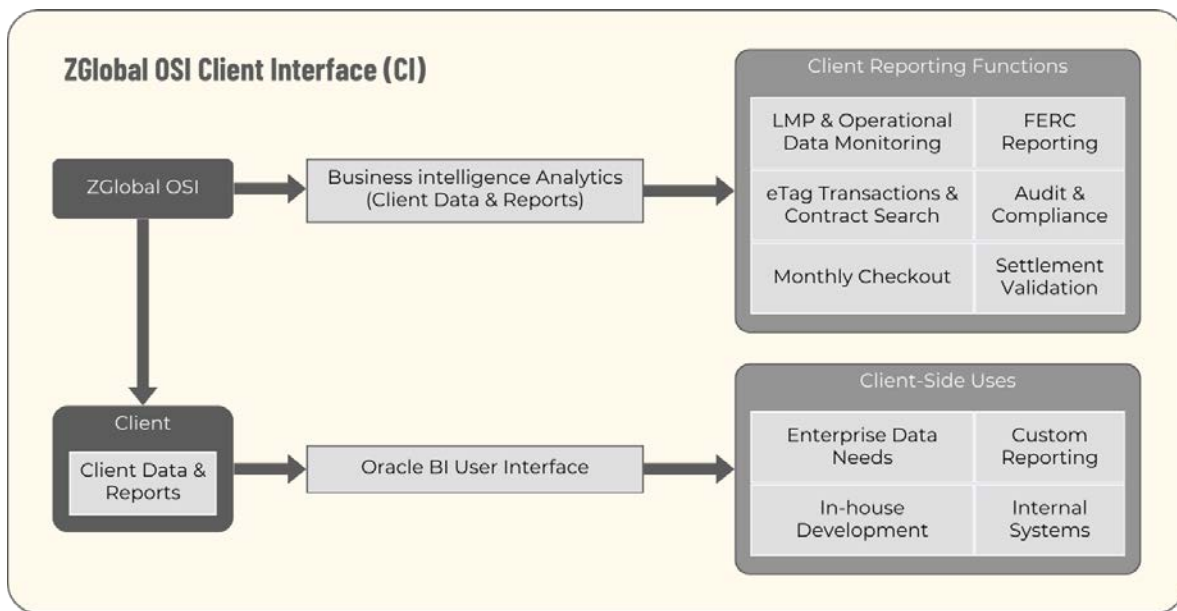 ZGlobal OSI Client Interface (CI)
ZGlobal OSI
Business intelligence Analytics
(Client Data & Reports)
Client Reporting Functions
LMP & Operational
Data Monitoring
FERC
Reporting
eTag Transactions &
Contract Search
Audit &
Compliance
Monthly Checkout
Settlement
Validation
Client
Client Data &
Reports
Oracle BI User Interface
Client-Side Uses
Enterprise Data
Needs
Custom
Reporting
In-house
Development
Internal
Systems